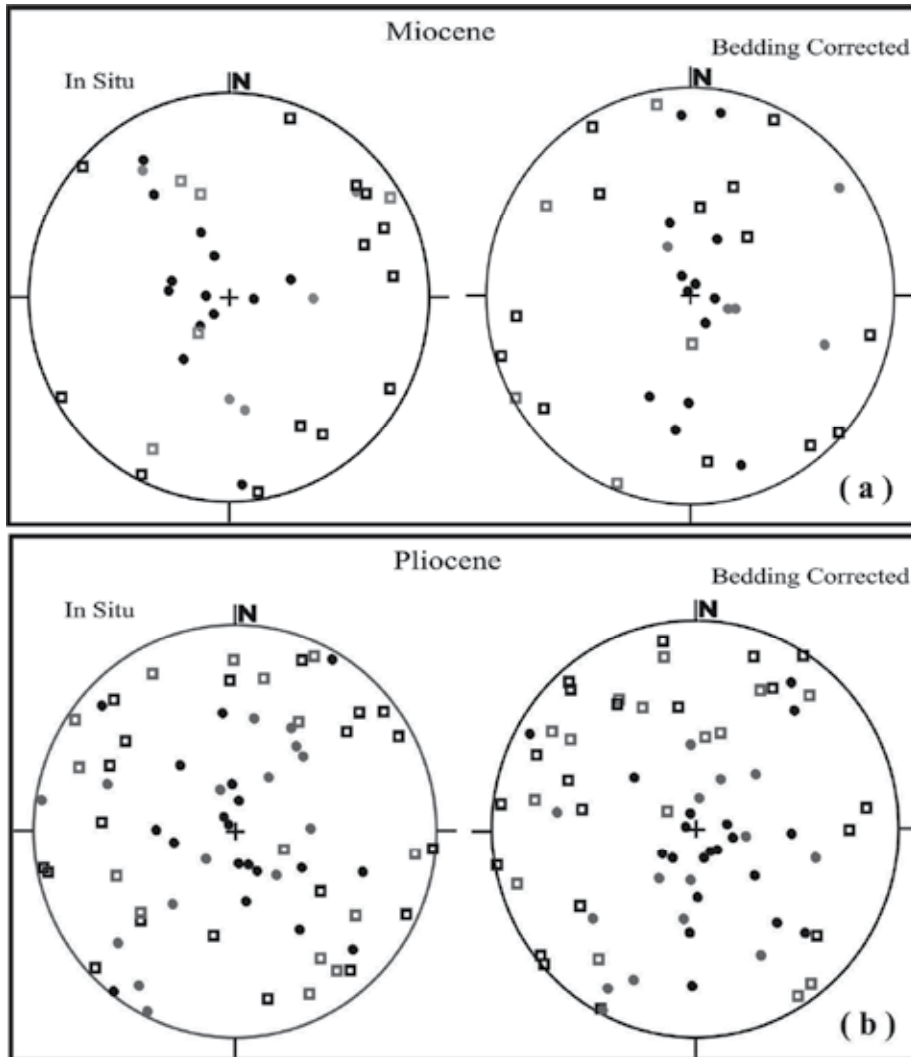 Miocene
In Situ
Bedding Corrected
N
N
( a )
Pliocene
In Situ
Bedding Corrected
N
N
( b )